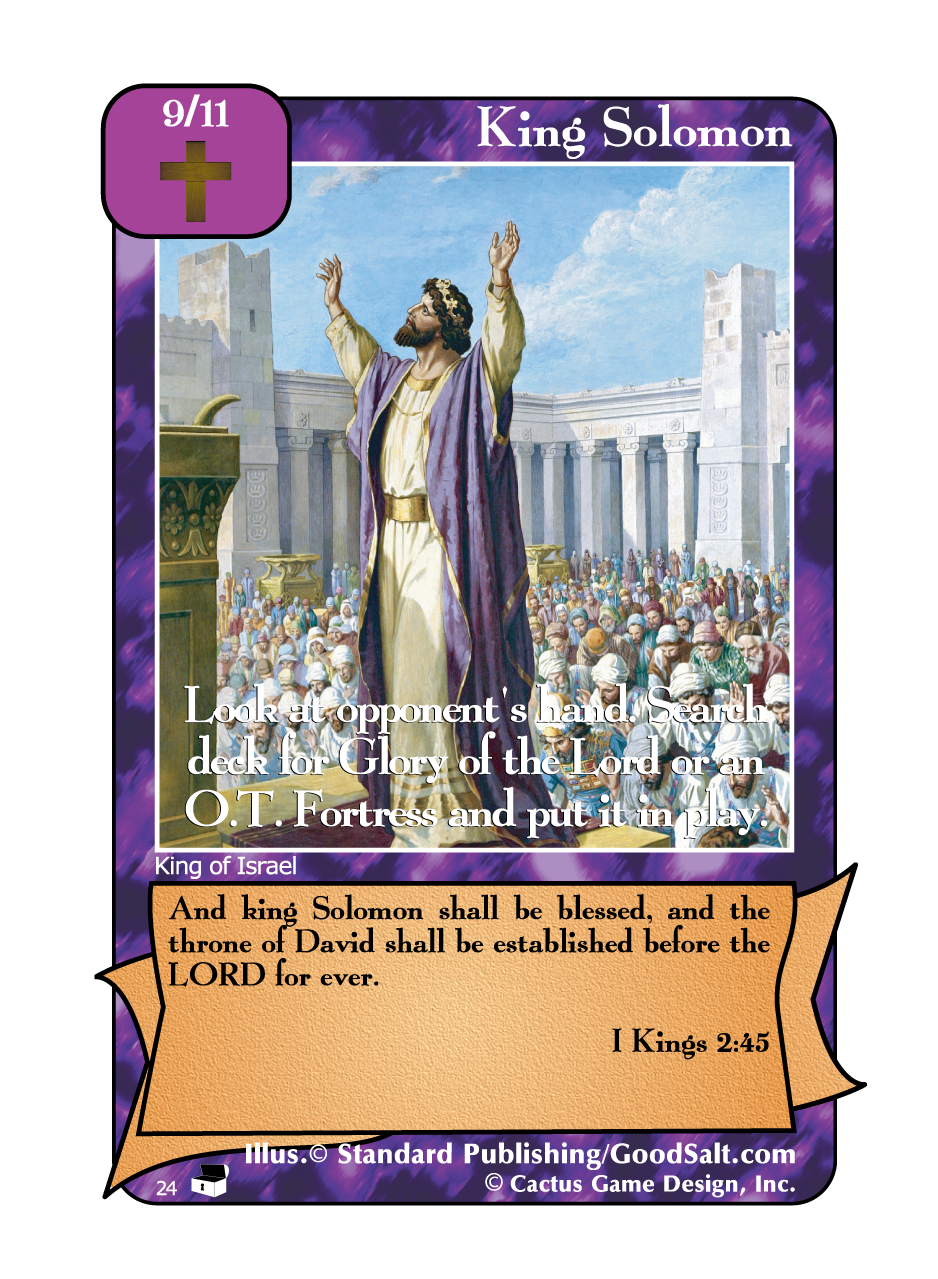 9/11
King Solomon
Look at opponent's hand. Search
deck for Glory of the Lord or an
O.T. Fortress and put it in play.
King of Israel
And king Solomon shall be blessed, and the
throne of David shall be established before the
LORD for ever.
I Kings 2:45
Illus.© Standard Publishing/GoodSalt.com
24
© Cactus Game Design, Inc.